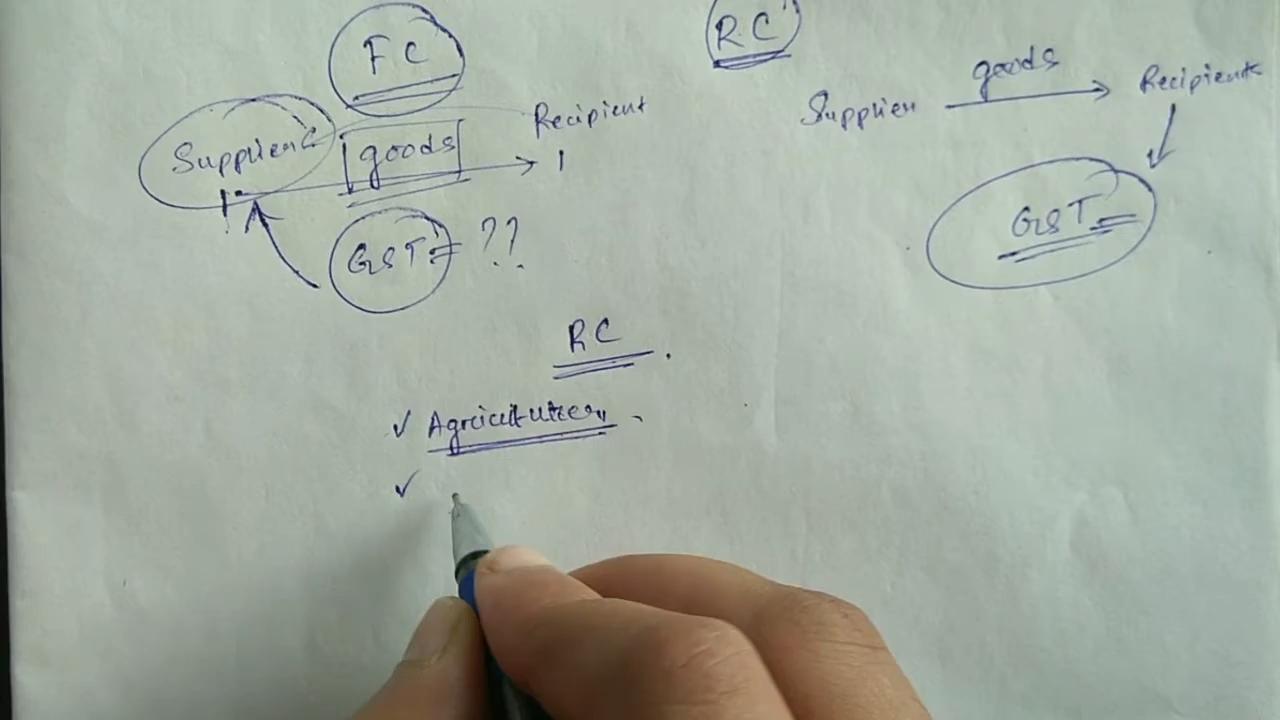 FC
Supplier goods Recipient
GST ??
RC
Supplier goods Recipient
GST
RC.
✓ Agriculturer
✓